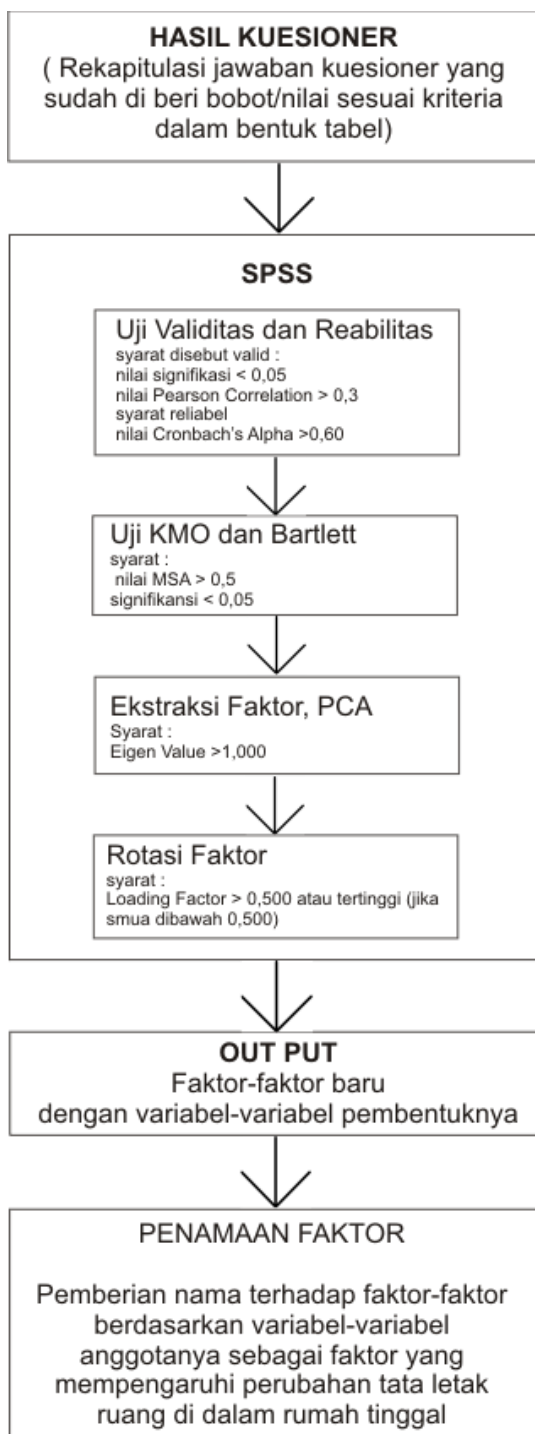 HASIL KUESIONER
( Rekapitulasi jawaban kuesioner yang
sudah di beri bobot/nilai sesuai kriteria
dalam bentuk tabel)
SPSS
Uji Validitas dan Reabilitas
syarat disebut valid :
nilai signifikasi < 0,05
nilai Pearson Correlation > 0,3
syarat reliabel
nilai Cronbach's Alpha >0,60
Uji KMO dan Bartlett
syarat :
nilai MSA > 0,5
signifikansi < 0,05
Ekstraksi Faktor, PCA
Syarat :
Eigen Value >1,000
Rotasi Faktor
syarat :
Loading Factor > 0,500 atau tertinggi (jika
smua dibawah 0,500)
OUT PUT
Faktor-faktor baru
dengan variabel-variabel pembentuknya
PENAMAAN FAKTOR
Pemberian nama terhadap faktor-faktor
berdasarkan variabel-variabel
anggotanya sebagai faktor yang
mempengaruhi perubahan tata letak
ruang di dalam rumah tinggal